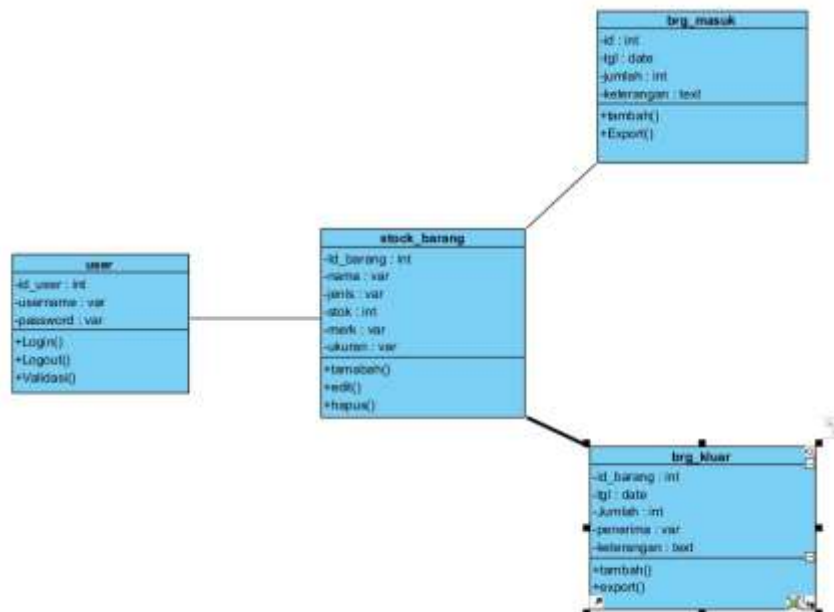 brg_masuk
-id : int
-tgl : date
-jumlah : int
-keterangan : text
+tambah()
+Export()
stock_barang
-id_barang : int
-nama : var
-jenis : var
-stok : int
-merk : var
-ukuran : var
+tamabah()
+edit()
+hapus()
user
-id_user : int
-username : var
-password : var
+Login()
+Logout()
+Validasi()
brg_kluar
-id_barang : int
-tgl : date
-Jumlah : int
-penerima : var
-keterangan : text
+tambah()
+export()